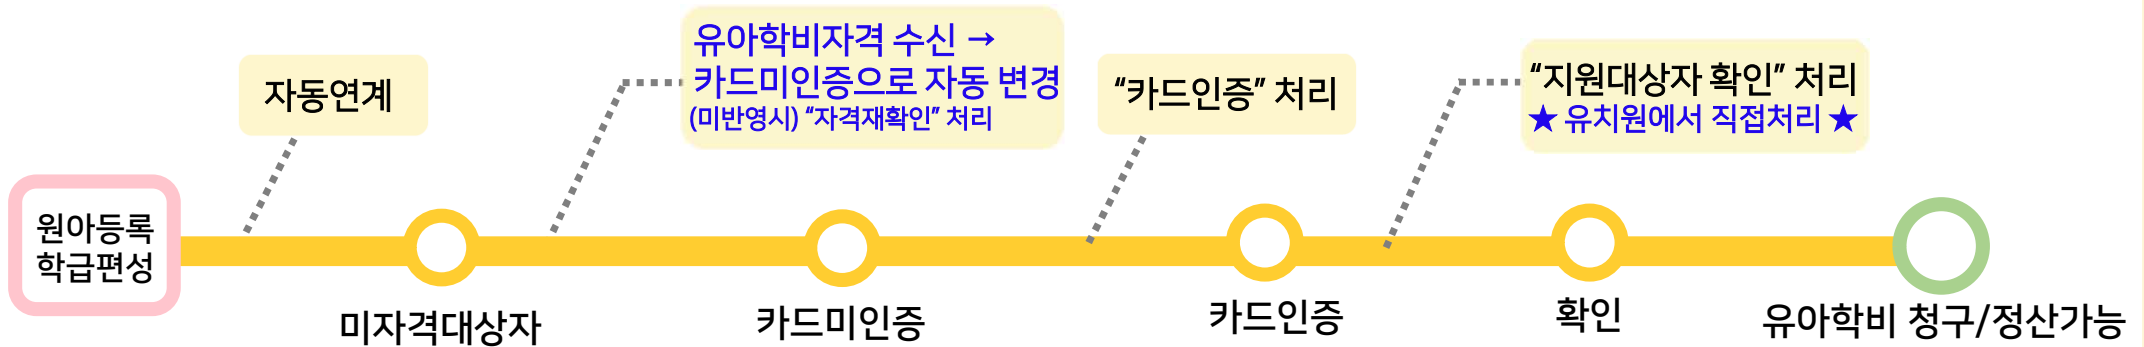 자동연계
유아학비자격 수신 →
카드미인증으로 자동 변경
(미반영시) “자격재확인” 처리
“카드인증” 처리
“지원대상자 확인” 처리
★ 유치원에서 직접처리 ★
원아등록
학급편성
미자격대상자
카드미인증
카드인증
확인
유아학비 청구/정산가능